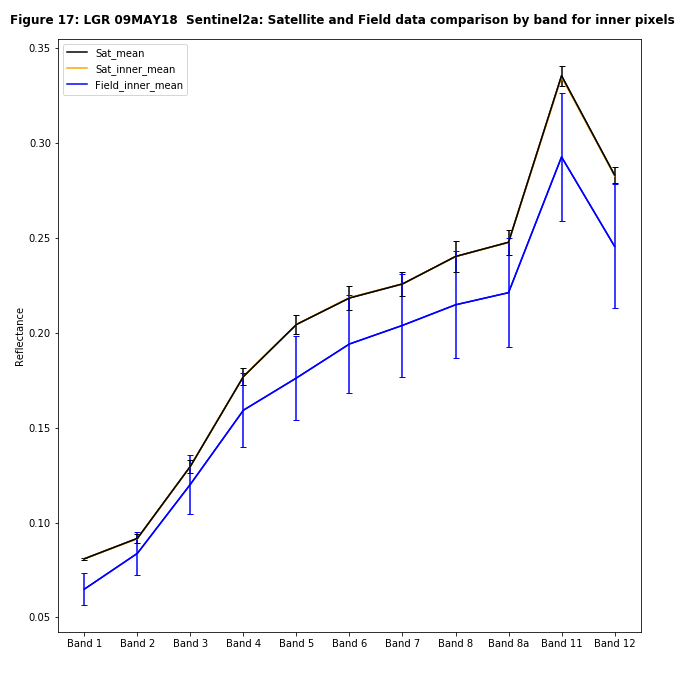 Figure 17: LGR 09MAY18  Sentinel2a: Satellite and Field data comparison by band for inner pixels
Sat_mean
Sat_inner_mean
Field_inner_mean
0.35
0.30
0.25
0.20
0.15
0.10
0.05
Reflectance
Band 1 Band 2 Band 3 Band 4 Band 5 Band 6 Band 7 Band 8 Band 8a Band 11 Band 12